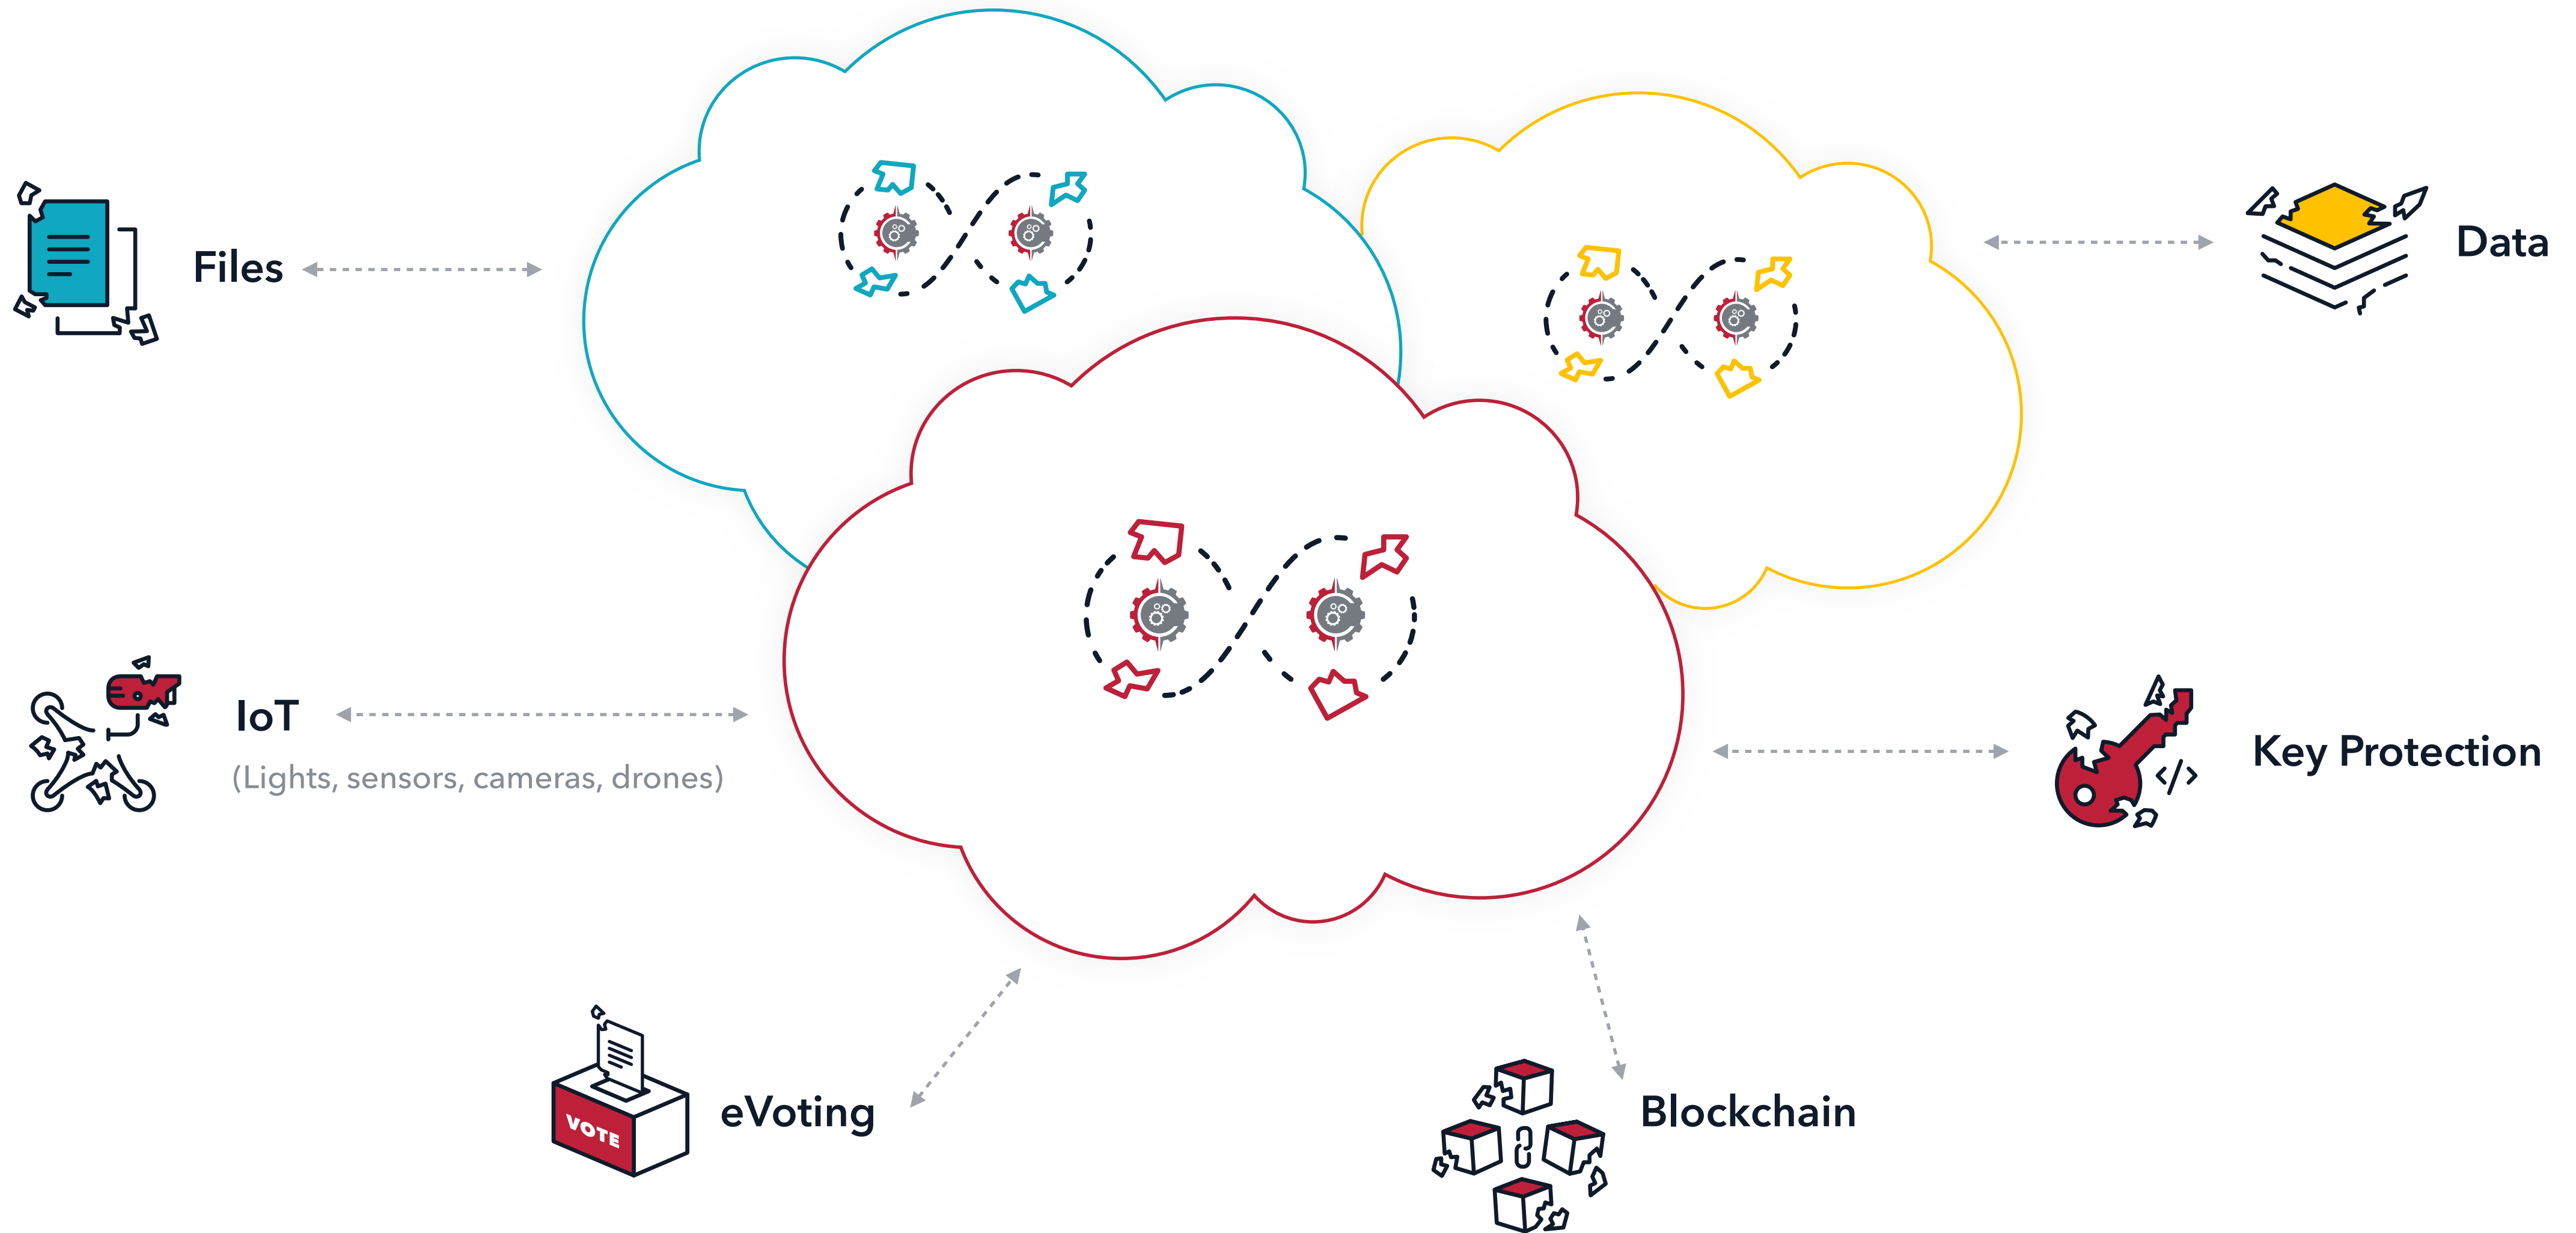 Files
Data
IoT
(Lights, sensors, cameras, drones)
Key Protection
</>
VOTE
eVoting
Blockchain